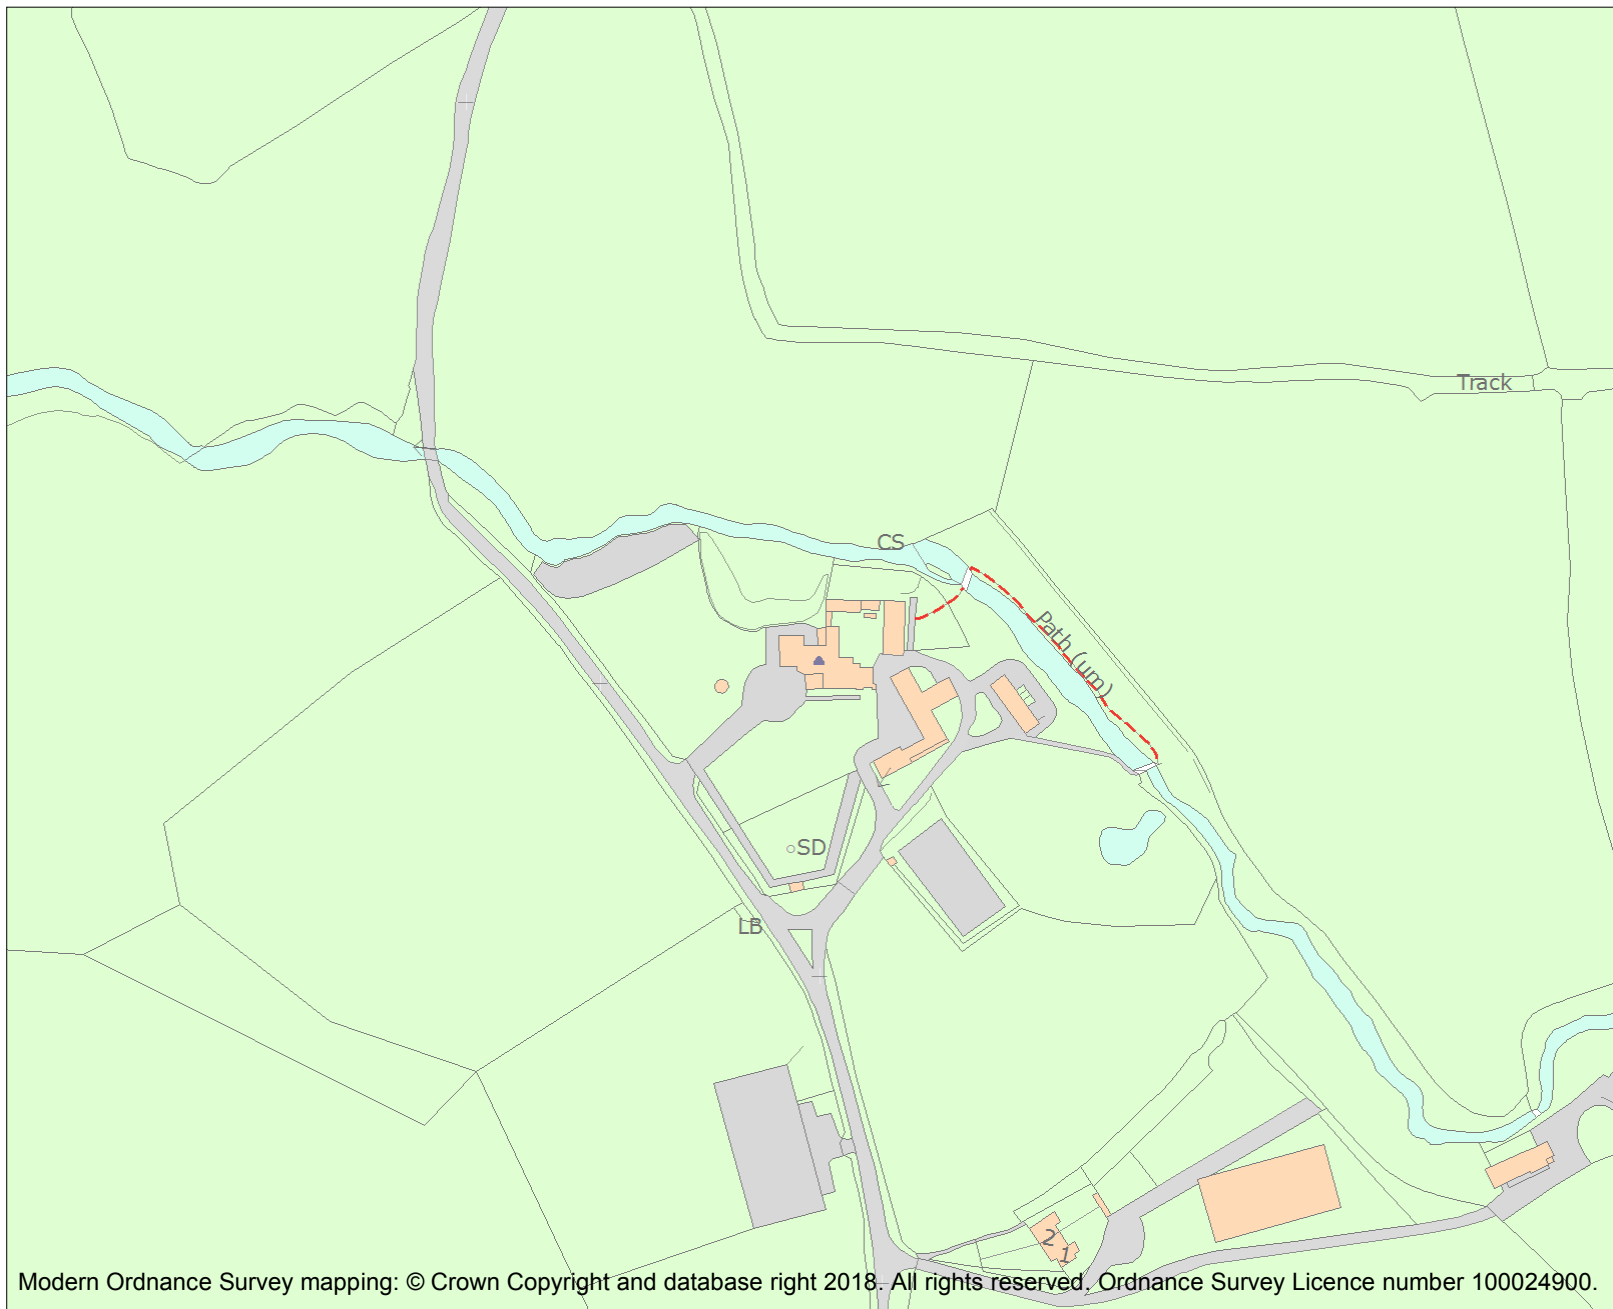 Track
CS
Path (um)
SD
LB
2
1
Modern Ordnance Survey mapping: © Crown Copyright and database right 2018. All rights reserved. Ordnance Survey Licence number 100024900.